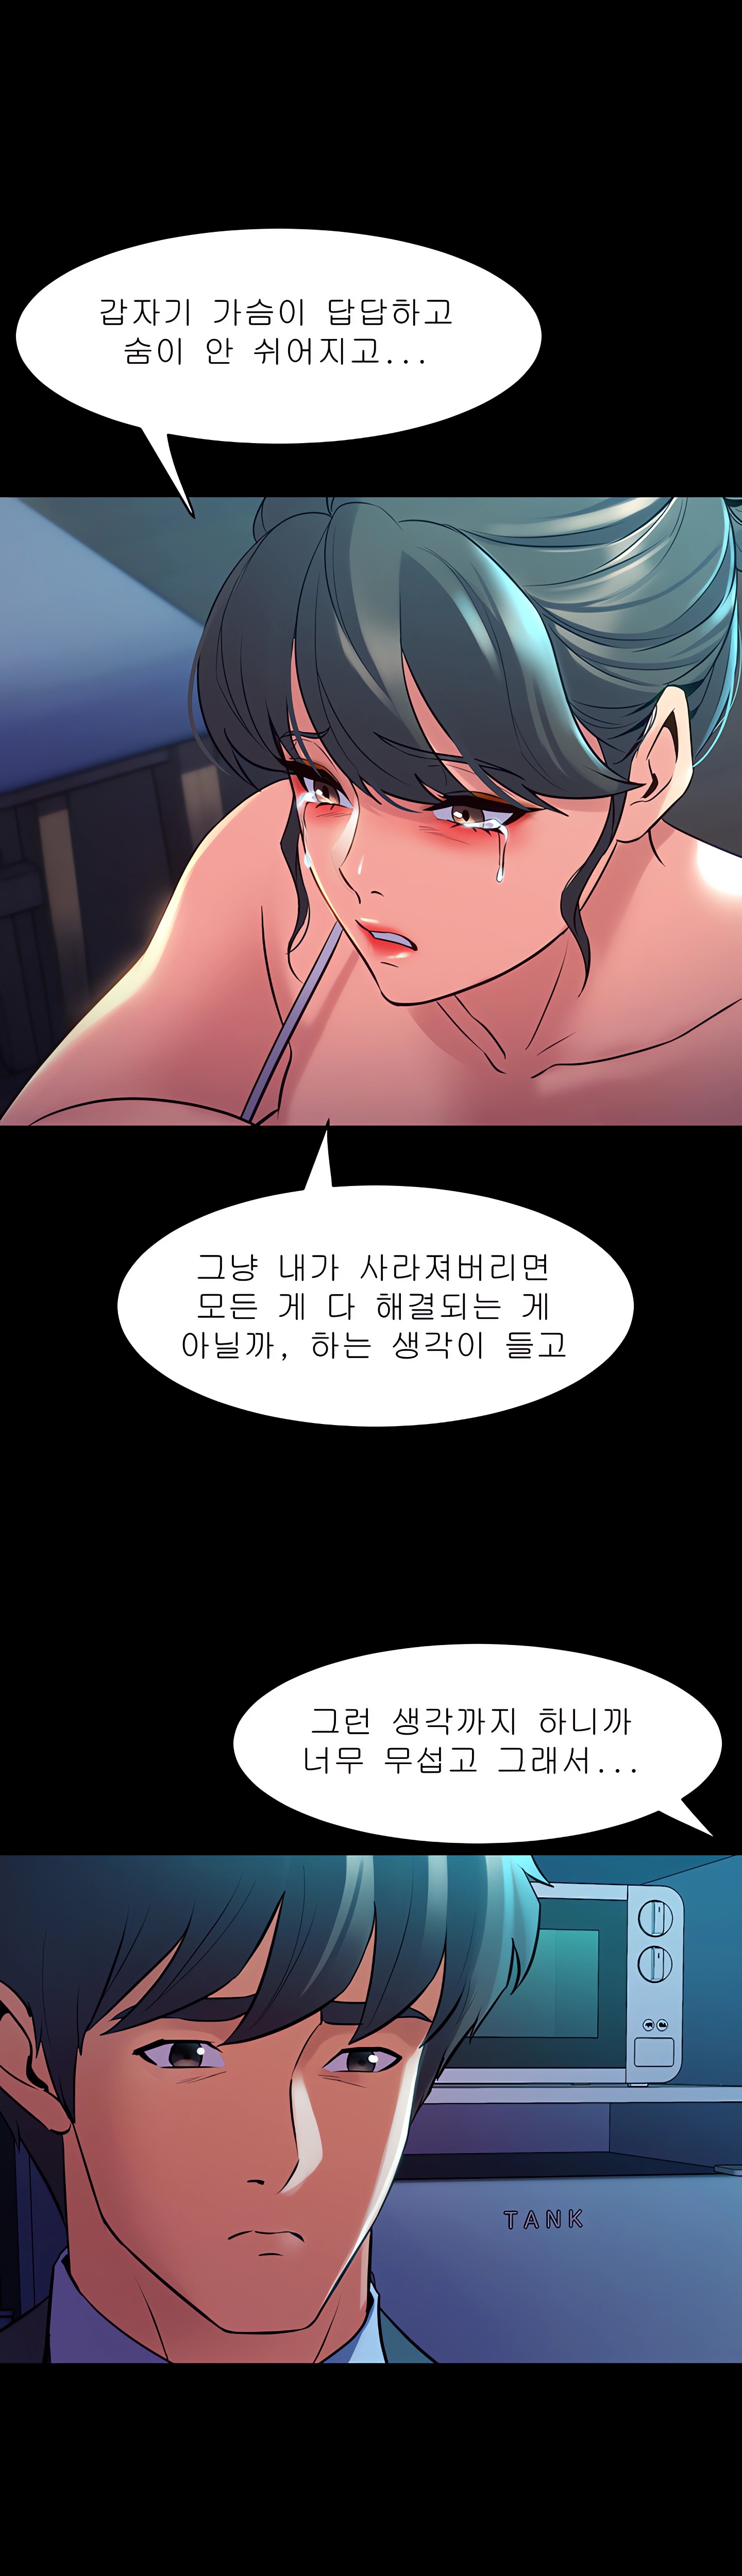 갑자기 가슴이 답답하고
숨이 안 쉬어지고...
그냥 내가 사라져버리면
모든 게 다 해결되는 게
아닐까, 하는 생각이 들고
그런 생각까지 하니까
너무 무섭고 그래서...
TANK